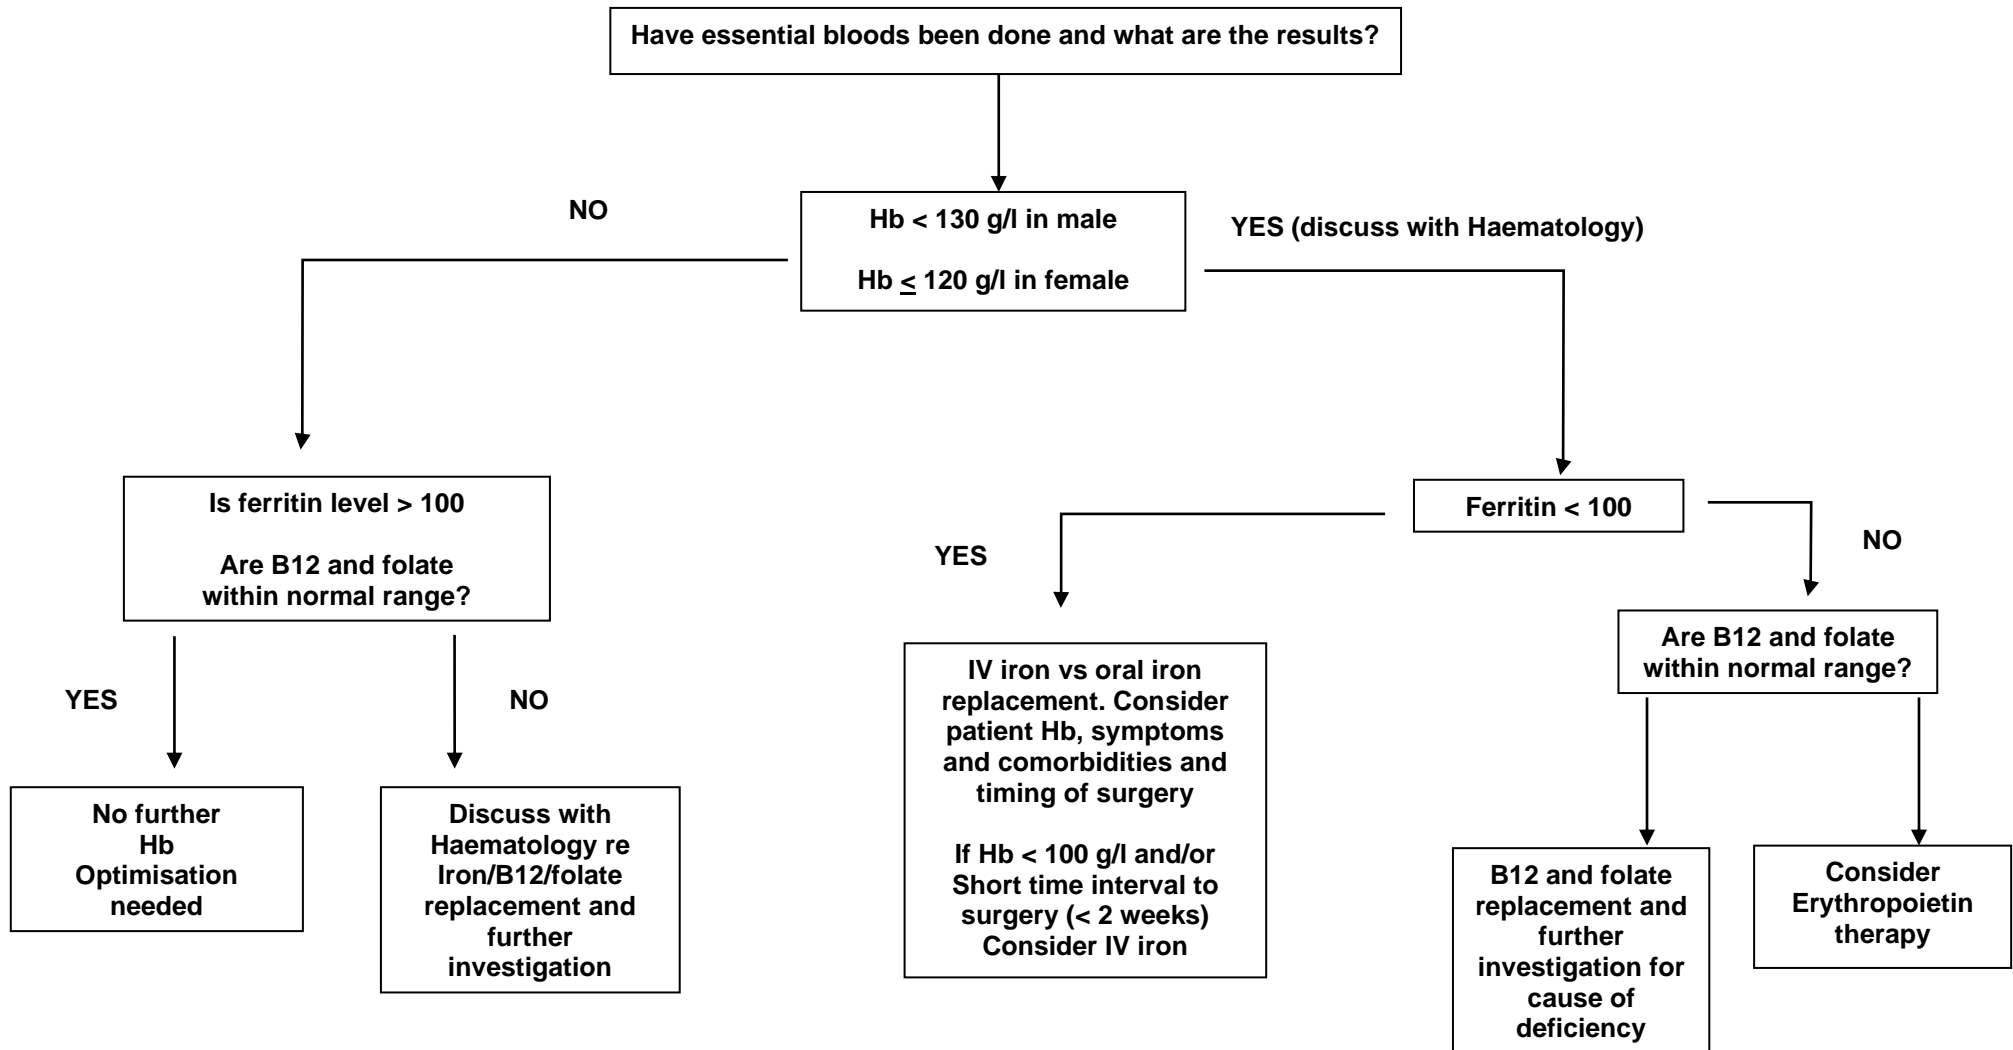 Have essential bloods been done and what are the results?
NO
Hb < 130 g/l in male
Hb ≤ 120 g/l in female
YES (discuss with Haematology)
Is ferritin level > 100
Are B12 and folate
within normal range?
Ferritin < 100
YES
NO
YES
NO
Are B12 and folate
within normal range?
No further
Hb
Optimisation
needed
Discuss with
Haematology re
Iron/B12/folate
replacement and
further
investigation
IV iron vs oral iron
replacement. Consider
patient Hb, symptoms
and comorbidities and
timing of surgery
If Hb < 100 g/l and/or
Short time interval to
surgery (< 2 weeks)
Consider IV iron
B12 and folate
replacement and
further
investigation for
cause of
deficiency
Consider
Erythropoietin
therapy